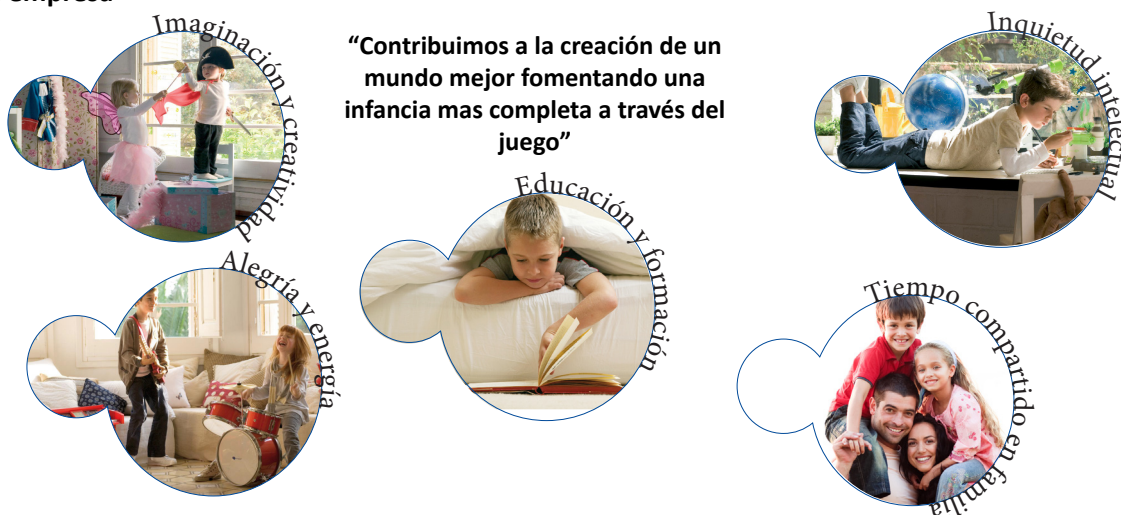 empresa
Imaginación y creatividad
“Contribuimos a la creación de un
mundo mejor fomentando una
infancia mas completa a través del
juego”
Inquietud intelectual
Educación y formación
Alegría y energía
Tiempo compartido en familia